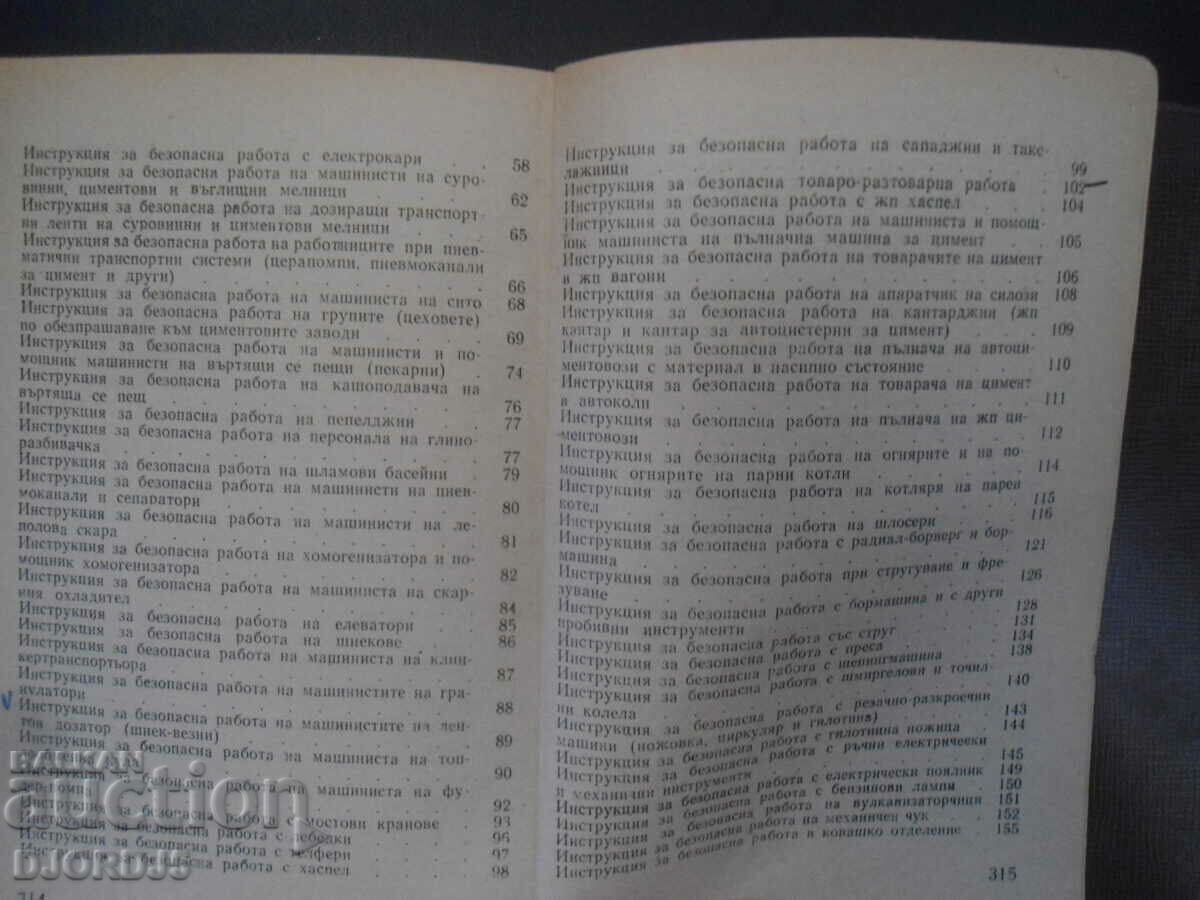 Инструкция за безопасна работа с електрокари . . 58
Инструкция за безопасна работа на машинисти на суро-
винни, циментови и въглищни мелници . . . . 62
Инструкция за безопасна работа на дозиращи транспорт-
ни ленти на суровинни и циментови мелници . . 65
Инструкция за безопасна работа на работниците при пнев-
матични транспортни системи (церапомпи, пневмоканали
за цимент и други) . . . . . . . . 66
Инструкция за безопасна работа на машиниста на сито 68
Инструкция за безопасна работа на групите (цеховете)
по обезпрашаване към циментовите заводи . . . 69
Инструкция за безопасна работа на машинисти и по-
мощник машинисти на въртящи се пещи (пекарни) . 74
Инструкция за безопасна работа на кашоподавача на
въртяща се пещ . . . . . . . . . 76
Инструкция за безопасна работа на пепелджии . . 77
Инструкция за безопасна работа на персонала на глино-
разбивачка . . . . . . . . . . 77
Инструкция за безопасна работа на шламови басейни . 79
Инструкция за безопасна работа на машинисти на пнев-
моканали и сепаратори . . . . . . . 80
Инструкция за безопасна работа на машинисти на ле-
полова скара . . . . . . . . . . 81
Инструкция за безопасна работа на хомогенизатора и по-
мощник хомогенизатора . . . . . . . 82
Инструкция за безопасна работа на машиниста на скар-
ния охладител . . . . . . . . . 84
Инструкция за безопасна работа на елеватори . . 85
Инструкция за безопасна работа на шнекове . . 86
Инструкция за безопасна работа на машиниста на клин-
кертранспортьора . . . . . . . . . 87
Инструкция за безопасна работа на машинистите на гра-
нулатори . . . . . . . . . . . 88
V Инструкция за безопасна работа на машинистите на лен-
тов дозатор (шнек-везни) . . . . . . . 89
Инструкция за безопасна работа на машиниста на топ-
90
Инструкция за безопасна работа на машиниста на фу-
лер-помпи . . . . . . . . . . 92
Инструкция за безопасна работа с мостови кранове . 93
Инструкция за безопасна работа с лебедки . . . 96
Инструкция за безопасна работа с телфери . . . 97
Инструкция за безопасна работа с хаспел . . . 98
314
Инструкция за безопасна работа на сападжии и таке-
лажници . . . . . . . . . . . 99
Инструкция за безопасна товаро-разтоварна работа . 102
Инструкция за безопасна работа с жп хаспел . . 104
Инструкция за безопасна работа на машиниста и помощ-
ник машиниста на пълначна машина за цимент . . 105
Инструкция за безопасна работа на товарачите на цимент
в жп вагони . . . . . . . . . . 106
Инструкция за безопасна работа на апаратчик на силози 108
Инструкция за безопасна работа на кантарджии (жп
кантар и кантар за автоцистерни за цимент) . . . 109
Инструкция за безопасна работа на пълнача на автоци-
ментовози с материал в насипно състояние . . . 110
Инструкция за безопасна работа на товарача на цимент
в автоколи . . . . . . . . . . 111
Инструкция за безопасна работа на пълнача на жп ци-
ментовози . . . . . . . . . . . 112
Инструкция за безопасна работа на огнярите и на по-
мощник огнярите на парни котли . . . . . 114
Инструкция за безопасна работа на котляря на парен
котел . . . . . . . . . . . . 115
Инструкция за безопасна работа на шлосери . . . 116
Инструкция за безопасна работа с радиал-борверг и бор-
машина . . . . . . . . . . . 121
Инструкция за безопасна работа при стругуване и фре-
зуване . . . . . . . . . . . . 126
Инструкция за безопасна работа с бормашина и с други
пробивни инструменти . . . . . . . . 128
Инструкция за безопасна работа със струг . . . 131
Инструкция за безопасна работа с преса . . . 134
Инструкция за безопасна работа с шепингмашина . . 138
Инструкция за безопасна работа с шмиргелови и точил-
ни колела . . . . . . . . . . . 140
Инструкция за безопасна работа с резачно-разкроечни
машини (ножовка, циркуляр и гилотина) . . . 143
Инструкция за безопасна работа с гилотинна ножица . 144
Инструкция за безопасна работа с ръчни електрически
и механични инструменти . . . . . . . 145
Инструкция за безопасна работа с електрически поялник 149
Инструкция за безопасна работа с бензинови лампи . 150
Инструкция за безопасна работа на вулканизаторчици . 151
Инструкция за безопасна работа на механичен чук . 152
Инструкция за безопасна работа в ковашко отделение . 155
315
БАЛКАН
auction
DJORDJJ